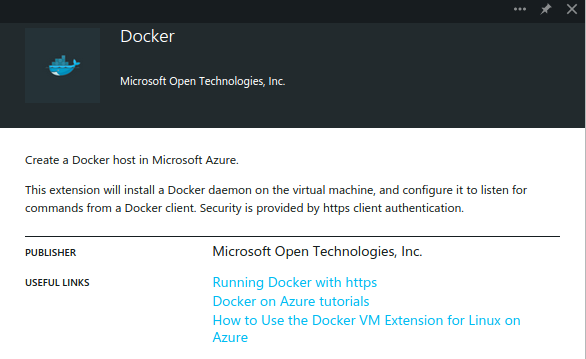 Docker
Microsoft Open Technologies, Inc.
Create a Docker host in Microsoft Azure.
This extension will install a Docker daemon on the virtual machine, and configure it to listen for
commands from a Docker client. Security is provided by https client authentication.
PUBLISHER
Microsoft Open Technologies, Inc.
USEFUL LINKS
Running Docker with https
Docker on Azure tutorials
How to Use the Docker VM Extension for Linux on
Azure